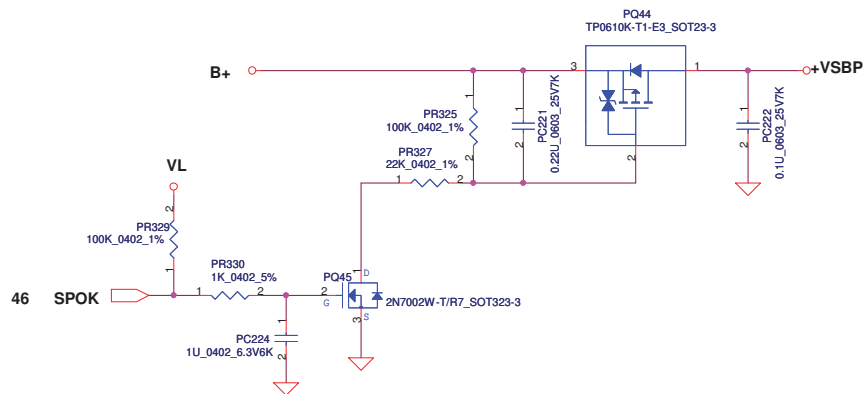 PQ44
TP0610K-T1-E3_SOT23-3
B+
3
1
+VSBP
1
PR325
100K_0402_1%
2
1
2
PC221
0.22U_0603_25V7K
2
1
2
PC222
0.1U_0603_25V7K
PR327
22K_0402_1%
1
2
VL
2
PR329
100K_0402_1%
1
46
SPOK
PR330
1K_0402_5%
1
2
PQ45
1
D
2
G
2N7002W-T/R7_SOT323-3
3
S
1
PC224
1U_0402_6.3V6K
2